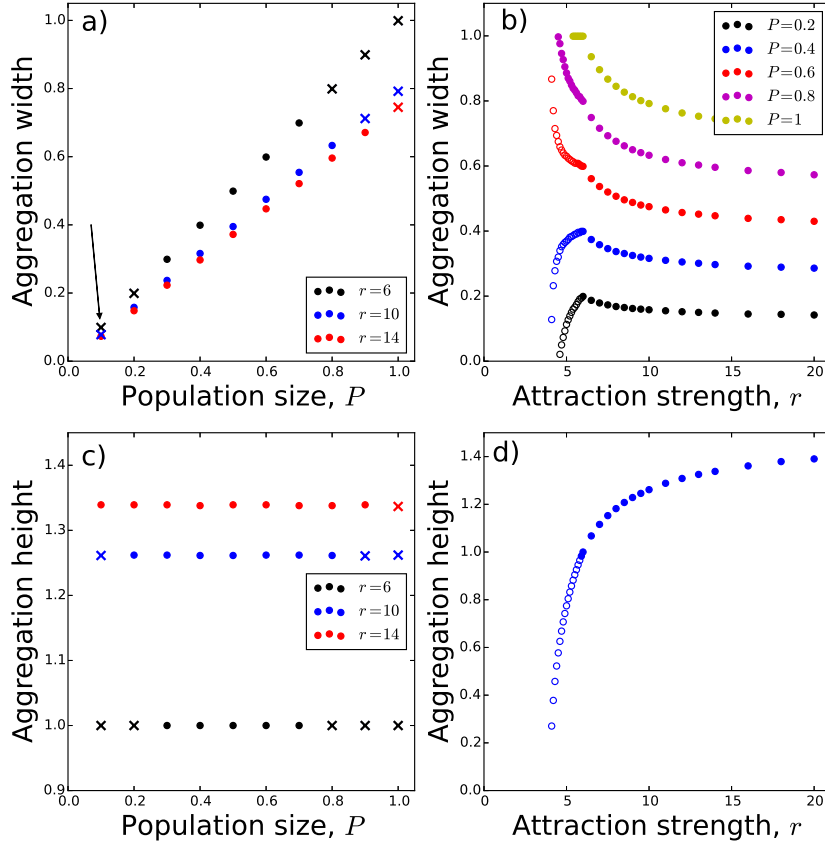 a)
Aggregation width
1.0
0.8
0.6
0.4
0.2
0.0
0.0 0.2 0.4 0.6 0.8 1.0
Population size, P
r=6
r=10
r=14
b)
Aggregation width
1.0
0.8
0.6
0.4
0.2
0.0
0 5 10 15 20
Attraction strength, r
P=0.2
P=0.4
P=0.6
P=0.8
P=1
c)
Aggregation height
1.4
1.3
1.2
1.1
1.0
0.9
0.0 0.2 0.4 0.6 0.8 1.0
Population size, P
r=6
r=10
r=14
d)
Aggregation height
1.4
1.2
1.0
0.8
0.6
0.4
0.2
0.0
0 5 10 15 20
Attraction strength, r